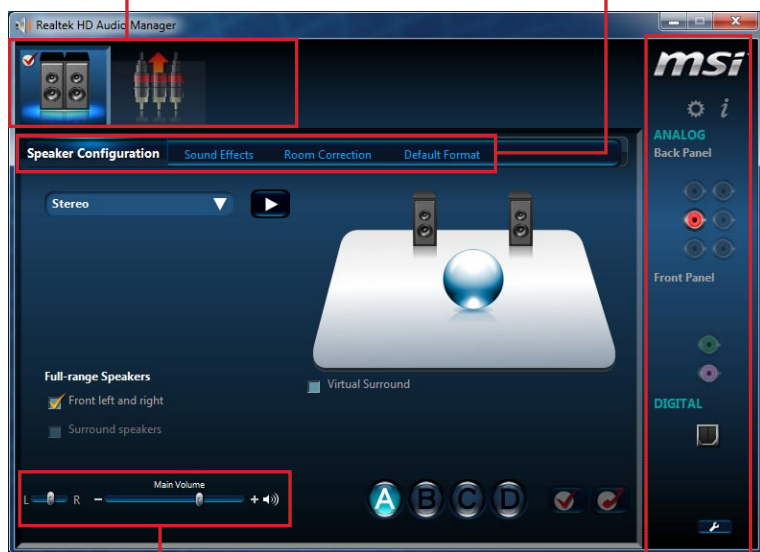 Realtek HD Audio Manager
msi
i
ANALOG
Back Panel
Speaker Configuration Sound Effects Room Correction Default Format
Stereo
Front Panel
Full-range Speakers
Front left and right
Surround speakers
Virtual Surround
DIGITAL
Main Volume
L R - +
A B C D